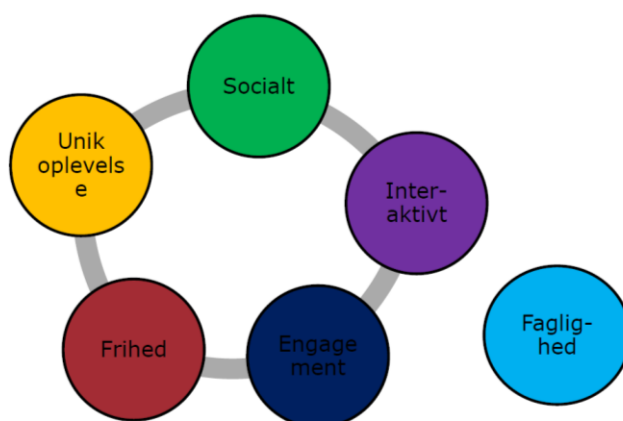 Socialt
Unik
oplevels
e
Inter-
aktivt
Faglig-
hed
Frihed
Engage
ment